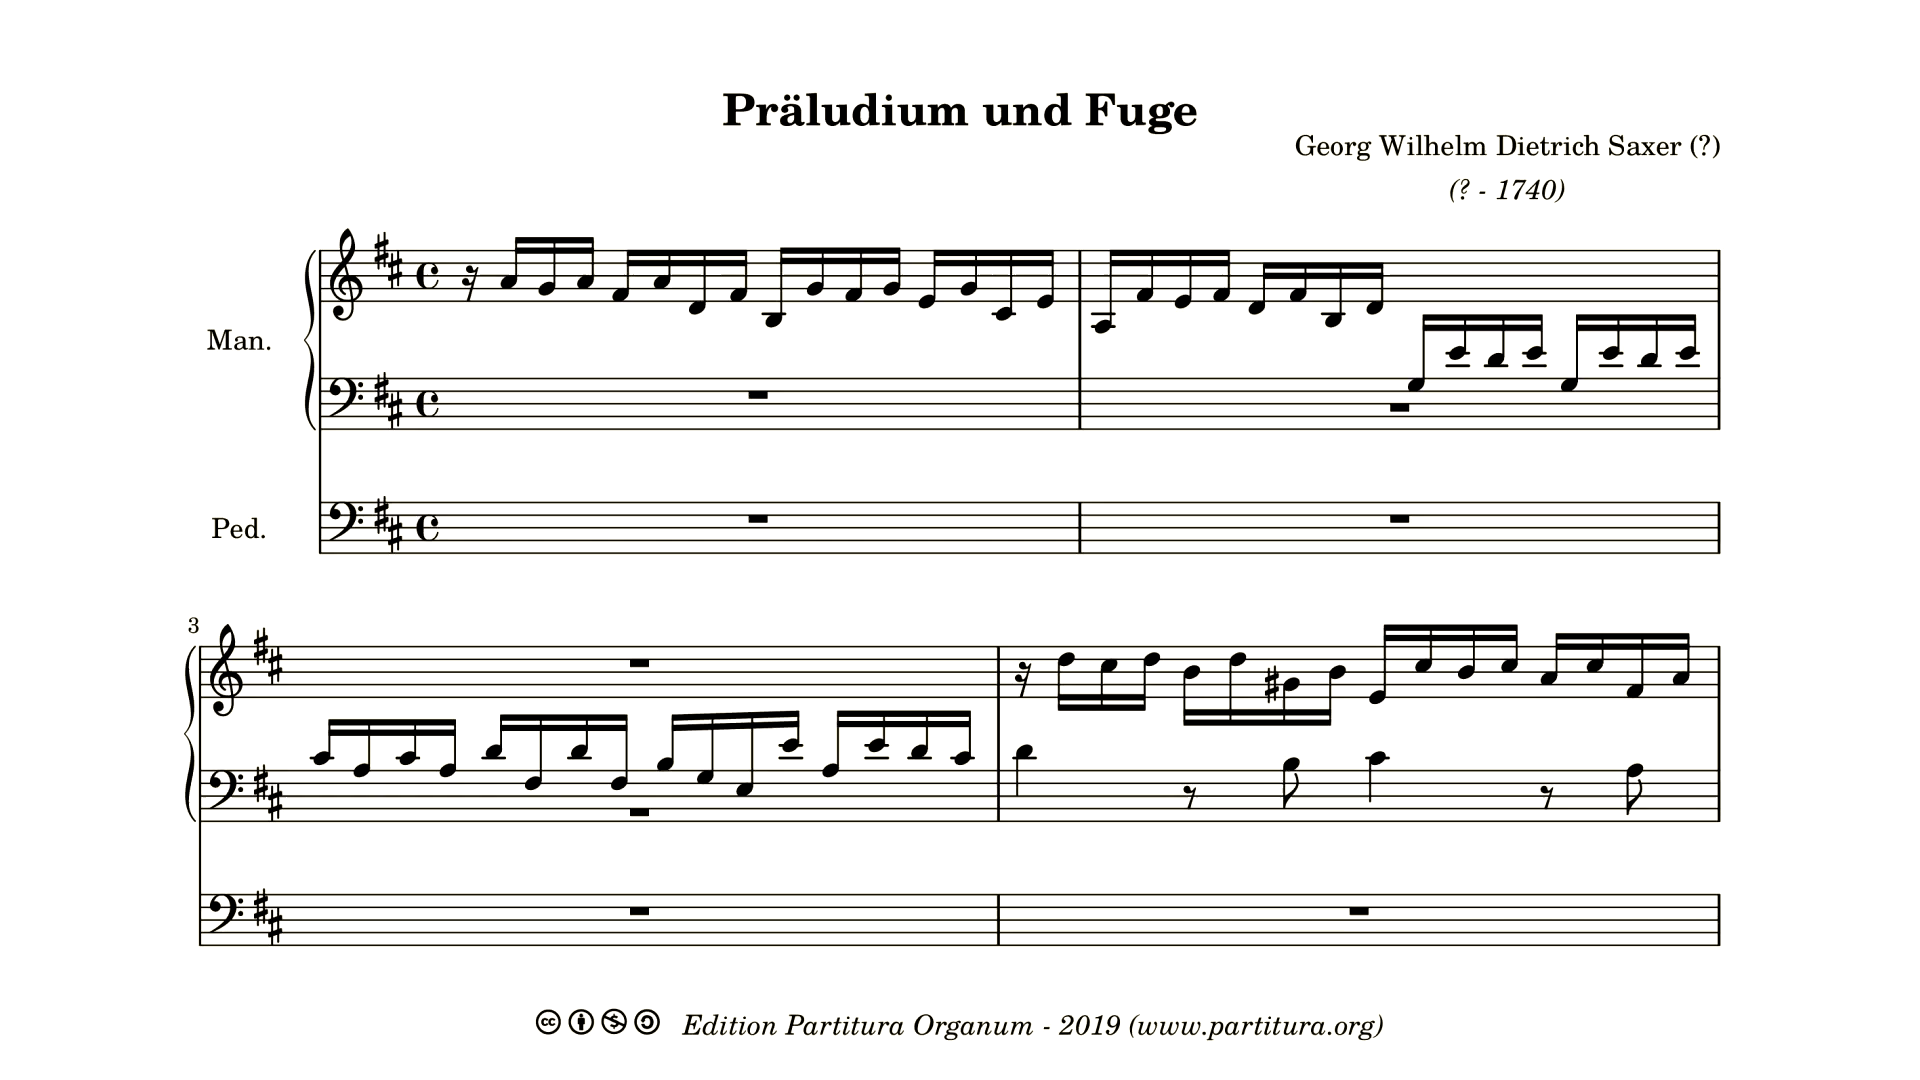 Präludium und Fuge
Georg Wilhelm Dietrich Saxer (?)
(? - 1740)
Man.
Ped.
3
Edition Partitura Organum - 2019 (www.partitura.org)